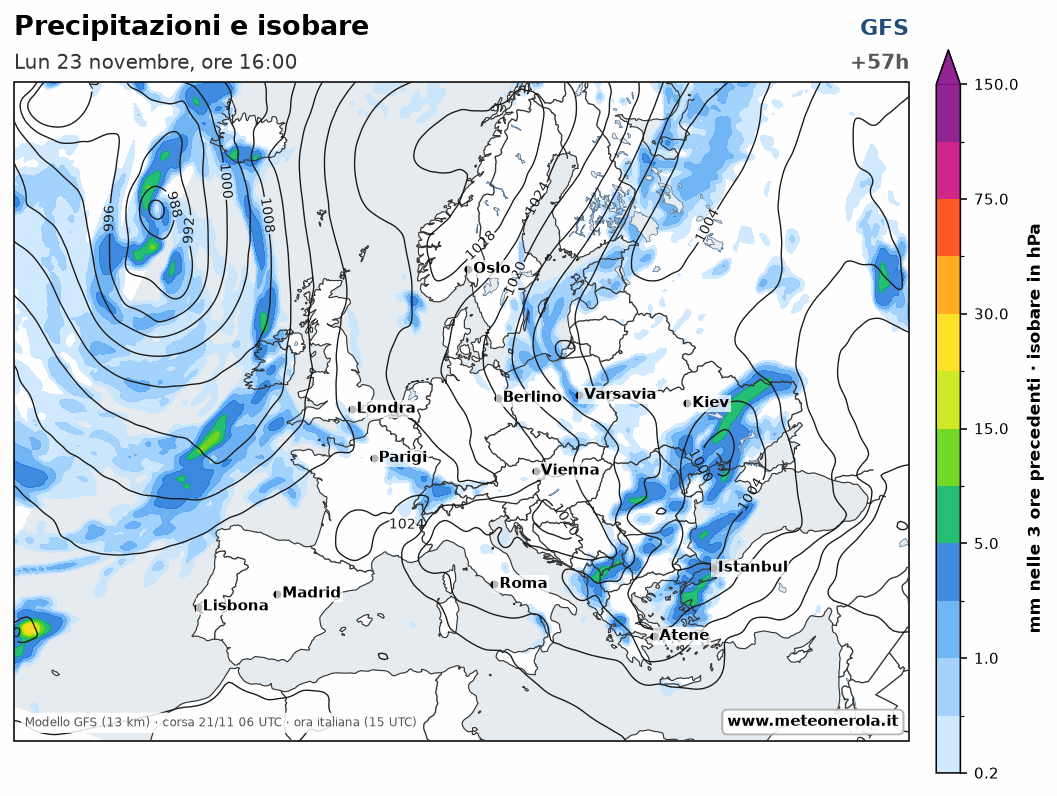 Precipitazioni e isobare
GFS
Lun 23 novembre, ore 16:00
+57h
150.0
75.0
30.0
15.0
5.0
1.0
0.2
mm nelle 3 ore precedenti · isobare in hPa
1000
988
996
992
1008
1024
1004
1028
Oslo
1020
Berlino
Varsavia
Kiev
Londra
Parigi
Vienna
1000
1004
1024
Istanbul
Roma
Madrid
Lisbona
Atene
Modello GFS (13 km) · corsa 21/11 06 UTC · ora italiana (15 UTC)
www.meteonerola.it